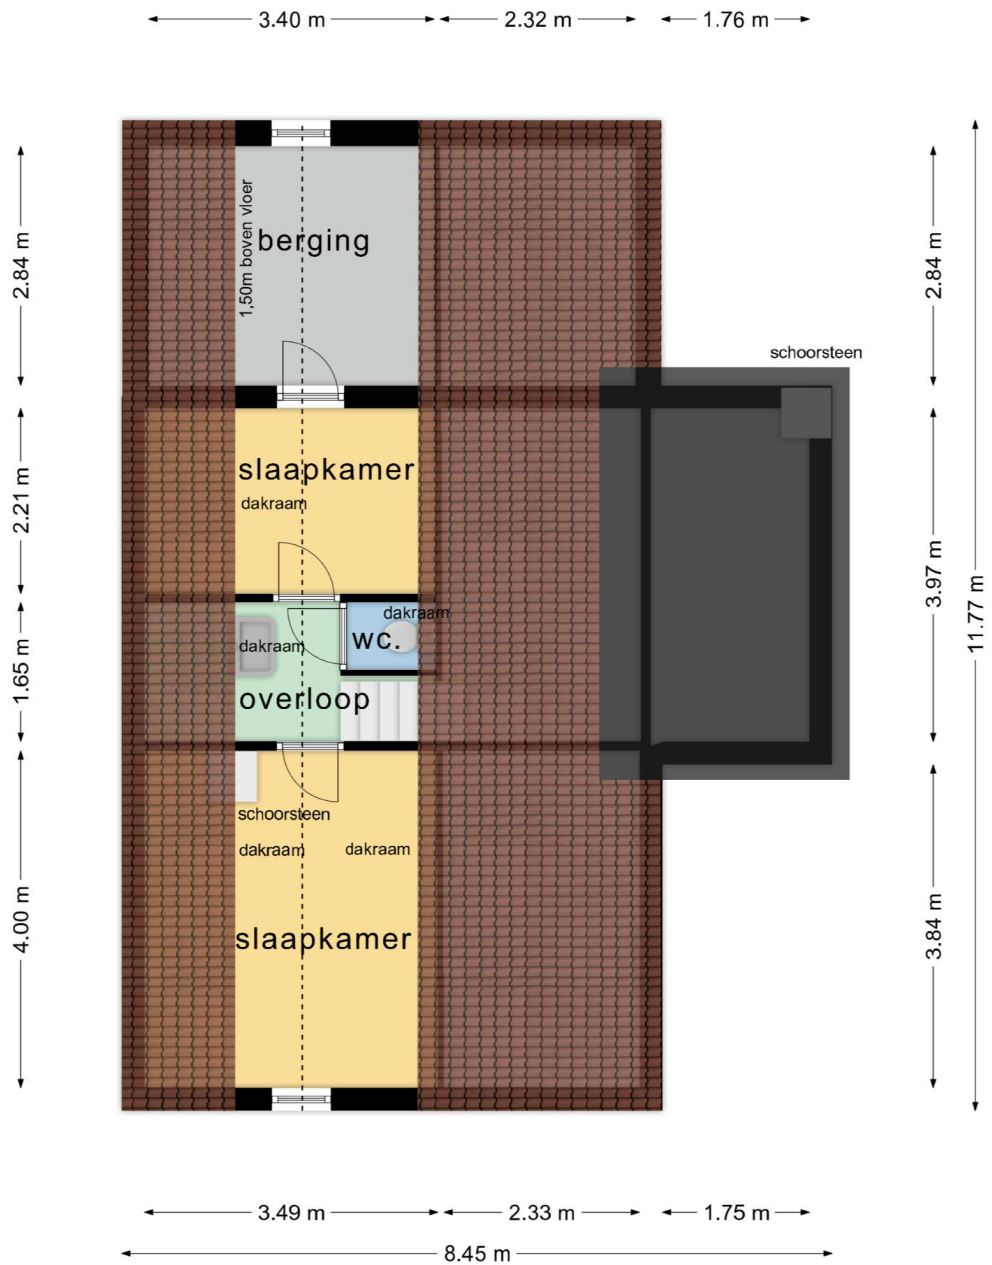 3.40 m
2.32 m
1.76 m
2.84 m
1,50m boven vloer
berging
2.84 m
schoorsteen
slaapkamer
dakraam
2.21 m
3.97 m
11.77 m
dakraam
wc.
dakraam
1.65 m
overloop
schoorsteen
dakraam
dakraam
4.00 m
slaapkamer
3.84 m
3.49 m
2.33 m
1.75 m
8.45 m